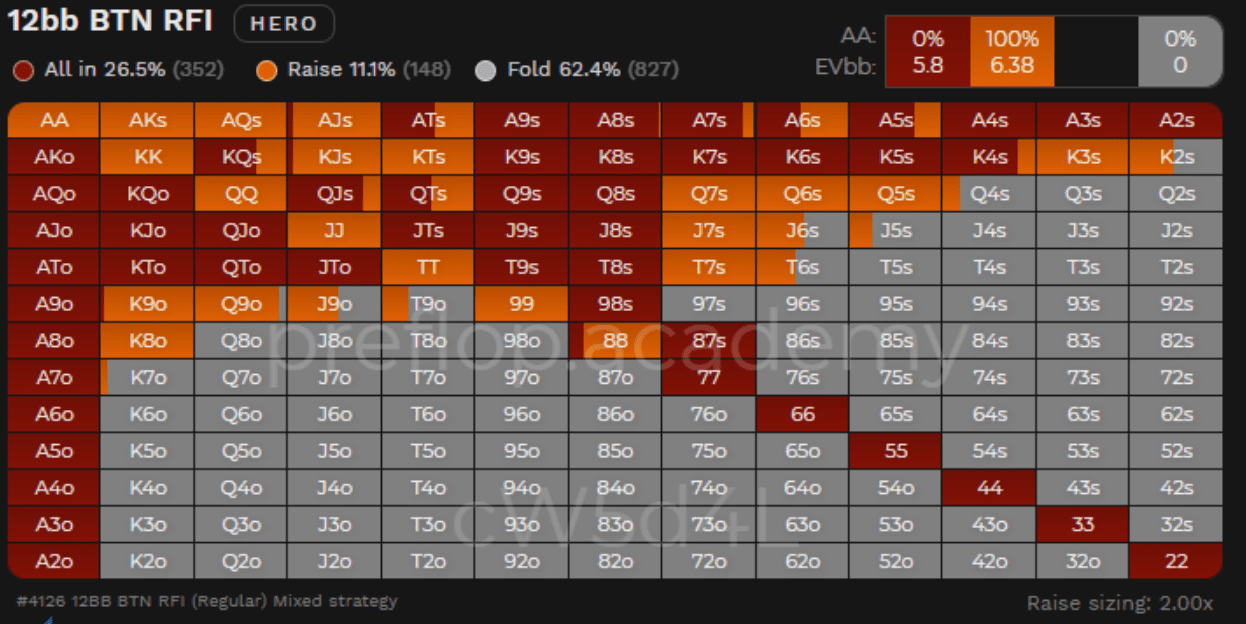 12bb BTN RFI HERO
AA: 0% 100% 0%
EVbb: 5.8 6.38 0
All in 26.5% (352) Raise 11.1% (148) Fold 62.4% (827)
AA AKs AQs AJs ATs A9s A8s A7s A6s A5s A4s A3s A2s
AKo KK KQs KJs KTs K9s K8s K7s K6s K5s K4s K3s K2s
AQo KQo QQ QJs QTs Q9s Q8s Q7s Q6s Q5s Q4s Q3s Q2s
AJo KJo QJo JJ JTs J9s J8s J7s J6s J5s J4s J3s J2s
ATo KTo QTo JTo TT T9s T8s T7s T6s T5s T4s T3s T2s
A9o K9o Q9o J9o T9o 99 98s 97s 96s 95s 94s 93s 92s
A8o K8o Q8o J8o T8o 98o 88 87s 86s 85s 84s 83s 82s
A7o K7o Q7o J7o T7o 97o 87o 77 76s 75s 74s 73s 72s
A6o K6o Q6o J6o T6o 96o 86o 76o 66 65s 64s 63s 62s
A5o K5o Q5o J5o T5o 95o 85o 75o 65o 55 54s 53s 52s
A4o K4o Q4o J4o T4o 94o 84o 74o 64o 54o 44 43s 42s
A3o K3o Q3o J3o T3o 93o 83o 73o 63o 53o 43o 33 32s
A2o K2o Q2o J2o T2o 92o 82o 72o 62o 52o 42o 32o 22
preflop.academy
cW5d4L
#4126 12BB BTN RFI (Regular) Mixed strategy
Raise sizing: 2.00x